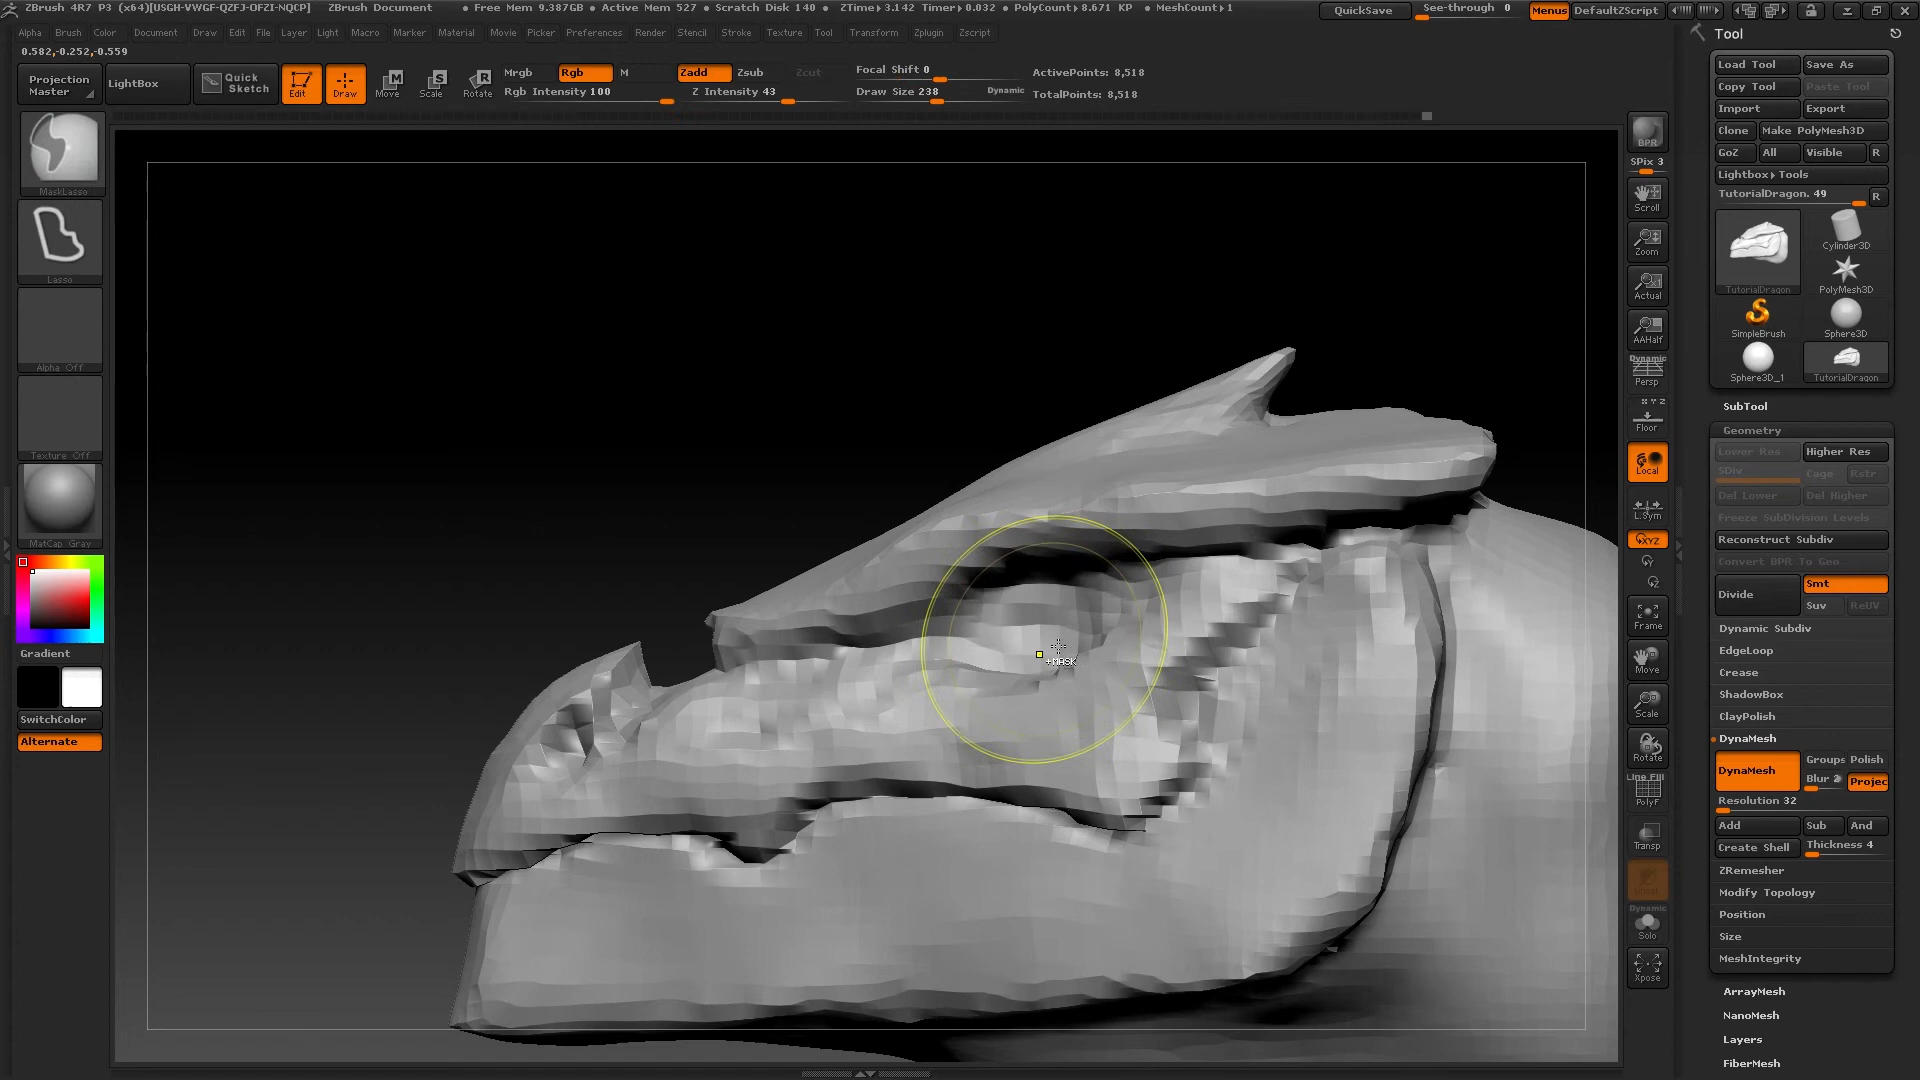 ZBrush 4R7 P3 (x64)[USGH-VWGF-QZFJ-OFZI-NQCP] ZBrush Document • Free Mem 9.387GB • Active Mem 527 • Scratch Disk 140 • ZTime▸3.142 Timer▸0.032 • PolyCount▸8.671 KP • MeshCount▸1 QuickSave See-through 0 Menus DefaultZScript
Alpha Brush Color Document Draw Edit File Layer Light Macro Marker Material Movie Picker Preferences Render Stencil Stroke Texture Tool Transform Zplugin Zscript
0.582,-0.252,-0.559
Projection Master
LightBox
Quick Sketch
Edit
Draw
Move
Scale
Rotate
Mrgb Rgb M
Rgb Intensity 100
Zadd Zsub Zcut
Z Intensity 43
Focal Shift 0
Draw Size 238 Dynamic
ActivePoints: 8,518
TotalPoints: 8,518
MaskLasso
Lasso
Alpha Off
Texture Off
MatCap Gray
Gradient
SwitchColor
Alternate
+MASK
BPR
SPix 3
Scroll
Zoom
Actual
AAHalf
Dynamic
Persp
X Y Z
Floor
Local
L.Sym
XYZ
Y
Z
Frame
Move
Scale
Rotate
Line Fill
PolyF
Transp
Dynamic
Solo
Xpose
Tool
Load Tool Save As
Copy Tool Paste Tool
Import Export
Clone Make PolyMesh3D
GoZ All Visible R
Lightbox▸Tools
TutorialDragon. 49 R
TutorialDragon
Cylinder3D
PolyMesh3D
SimpleBrush Sphere3D
Sphere3D_1 TutorialDragon
SubTool
Geometry
Lower Res Higher Res
SDiv Cage Rstr
Del Lower Del Higher
Freeze SubDivision Levels
Reconstruct Subdiv
Convert BPR To Geo
Divide Smt
Suv ReUV
Dynamic Subdiv
EdgeLoop
Crease
ShadowBox
ClayPolish
DynaMesh
DynaMesh Groups Polish
Blur 2 Projec
Resolution 32
Add Sub And
Create Shell Thickness 4
ZRemesher
Modify Topology
Position
Size
MeshIntegrity
ArrayMesh
NanoMesh
Layers
FiberMesh